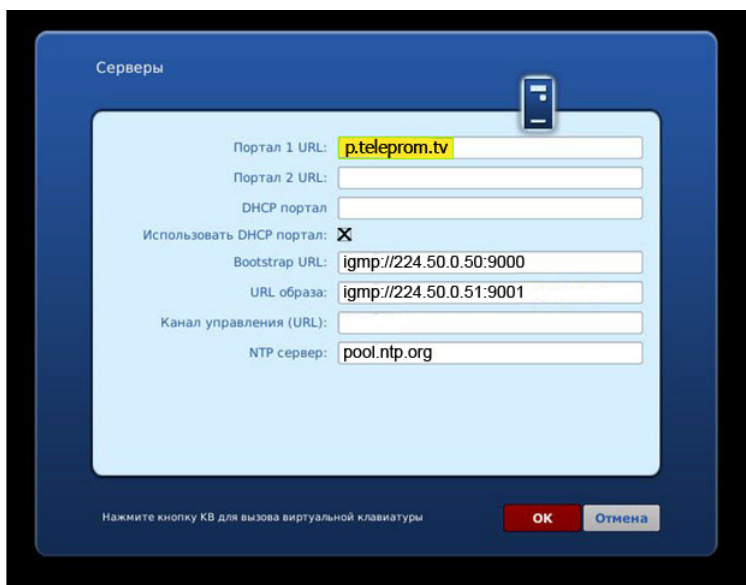 Серверы
Портал 1 URL: p.teleprom.tv
Портал 2 URL:
DHCP портал
Использовать DHCP портал: X
Bootstrap URL: igmp://224.50.0.50:9000
URL образа: igmp://224.50.0.51:9001
Канал управления (URL):
NTP сервер: pool.ntp.org
Нажмите кнопку KB для вызова виртуальной клавиатуры OK Отмена